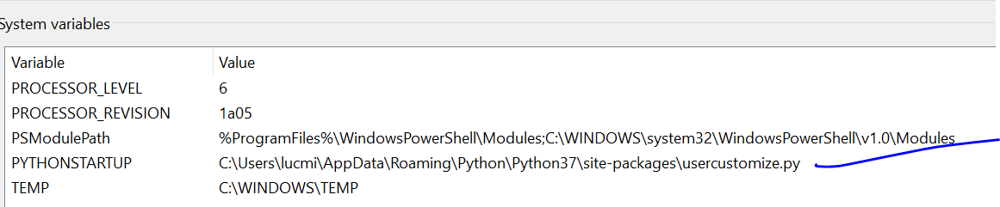 System variables
Variable Value
PROCESSOR_LEVEL 6
PROCESSOR_REVISION 1a05
PSModulePath %ProgramFiles%\WindowsPowerShell\Modules;C:\WINDOWS\system32\WindowsPowerShell\v1.0\Modules
PYTHONSTARTUP C:\Users\lucmi\AppData\Roaming\Python\Python37\site-packages\usercustomize.py
TEMP C:\WINDOWS\TEMP